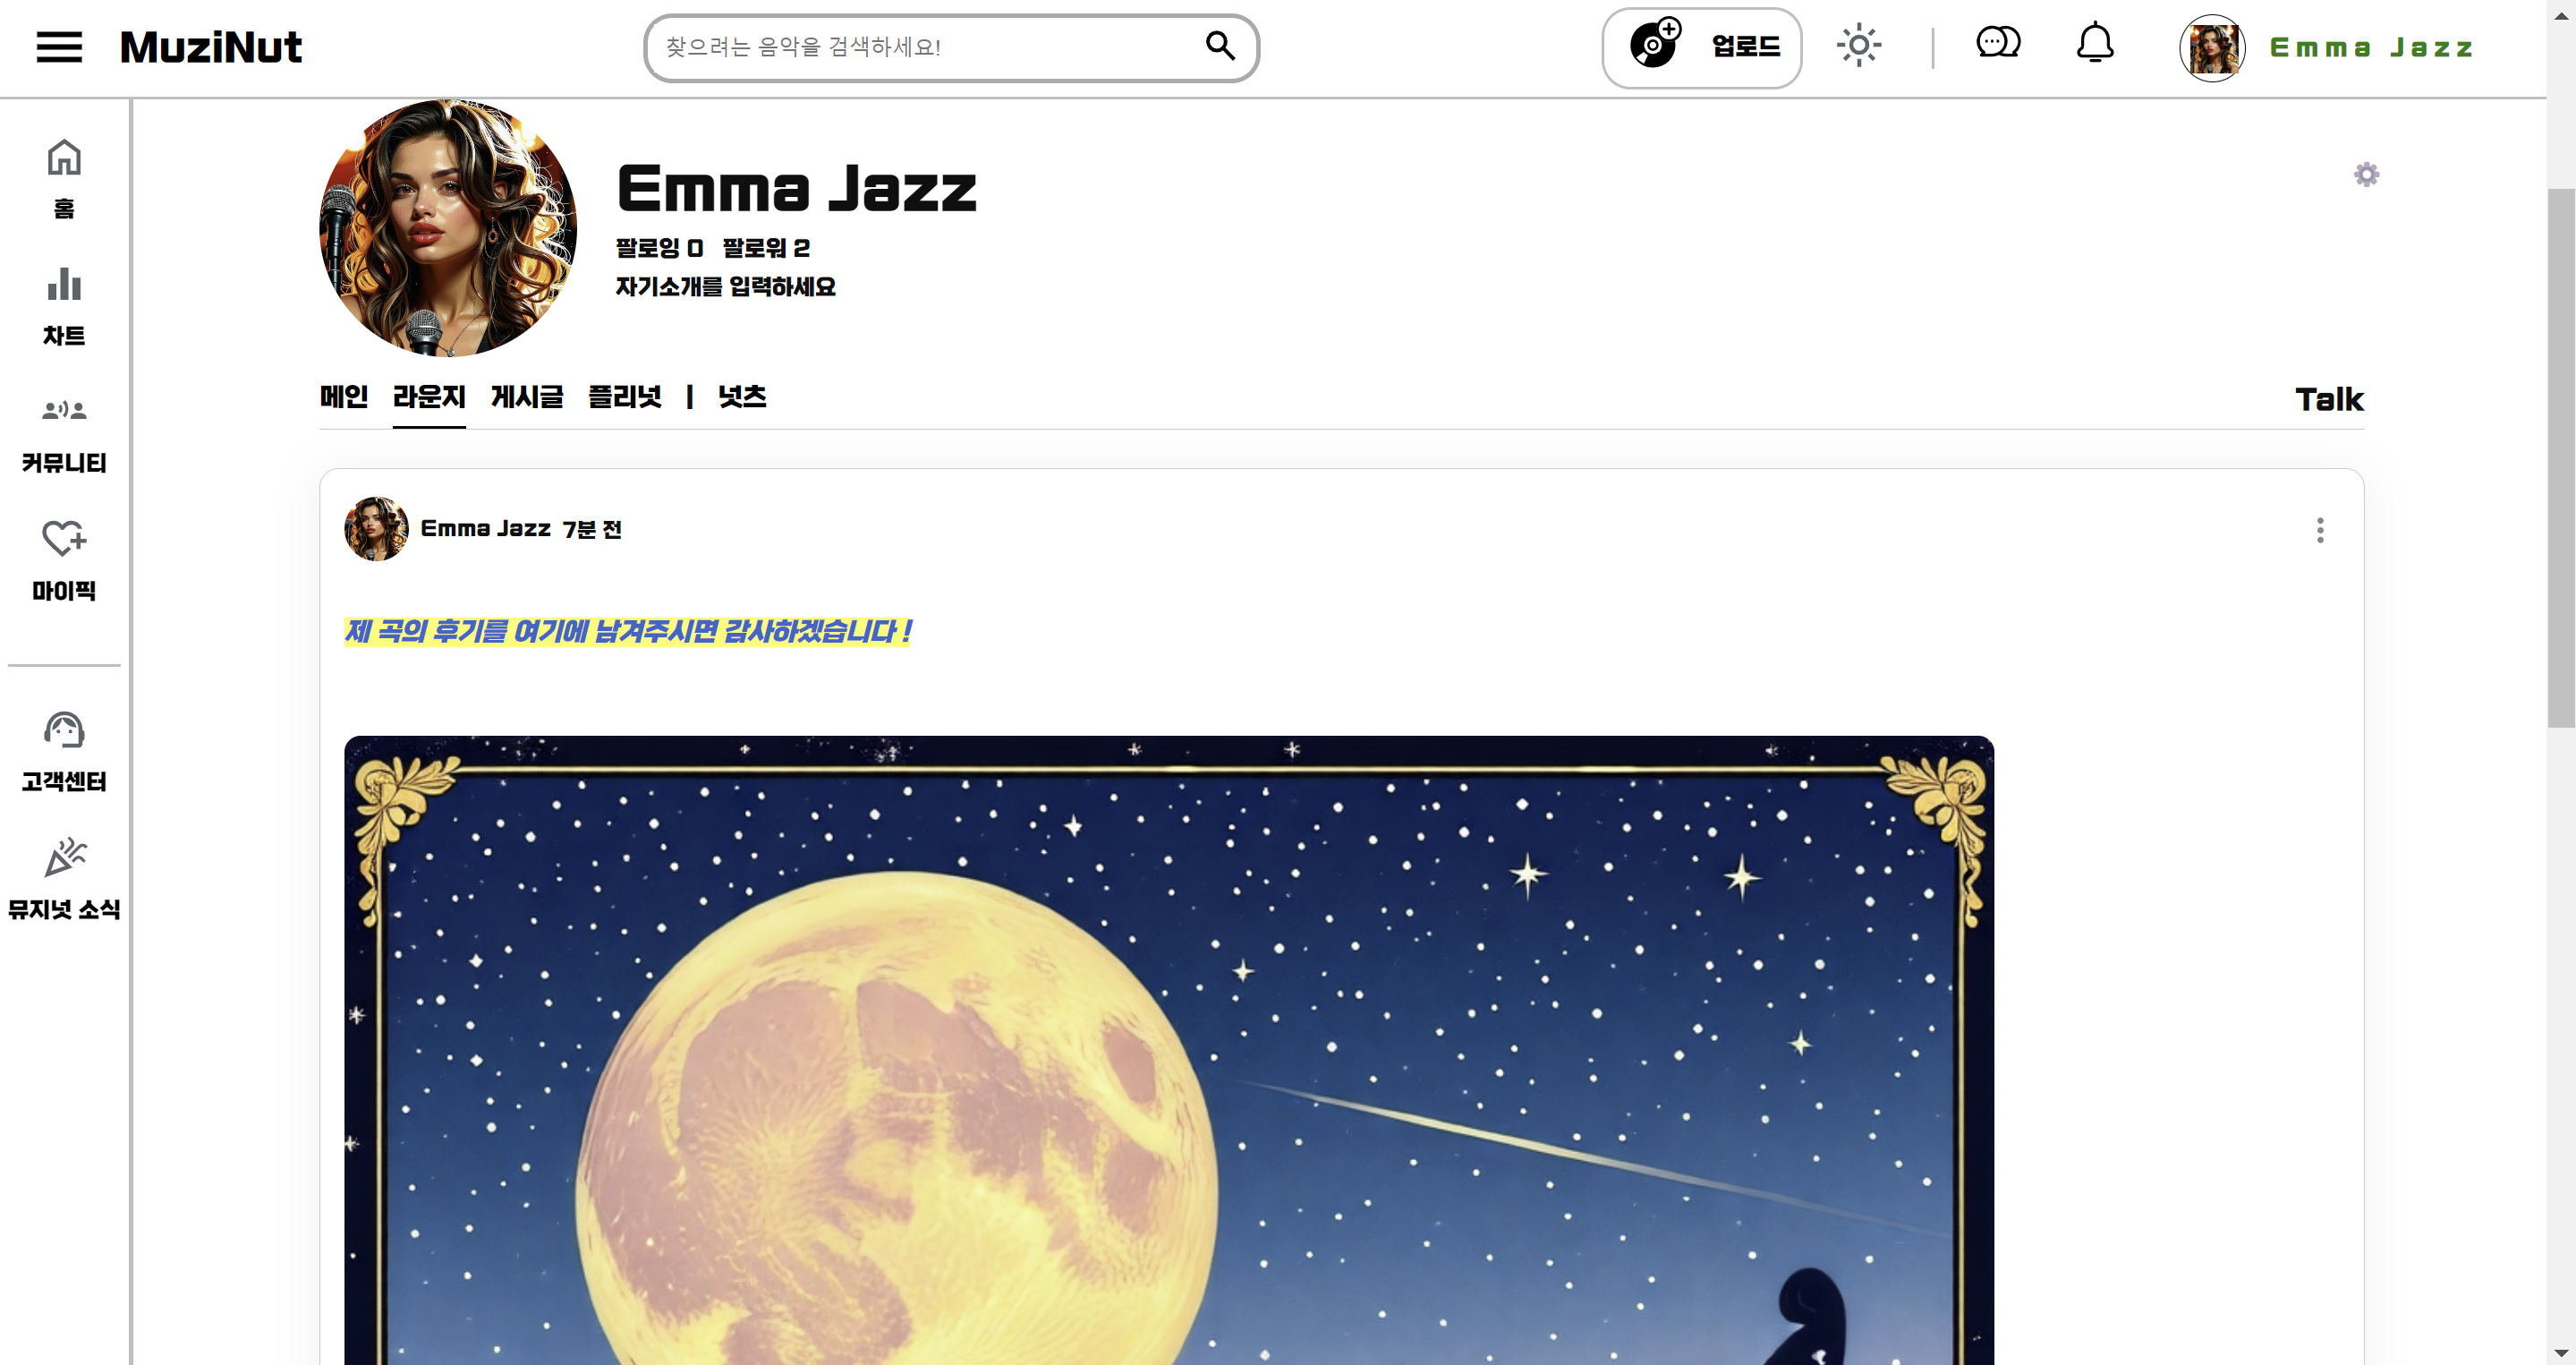 MuziNut
찾으려는 음악을 검색하세요!
업로드
Emma Jazz
홈
차트
커뮤니티
마이픽
고객센터
뮤지넛 소식
Emma Jazz
팔로잉 0 팔로워 2
자기소개를 입력하세요
메인 라운지 게시글 플리넛 | 넛츠
Talk
Emma Jazz 7분 전
제 곡의 후기를 여기에 남겨주시면 감사하겠습니다 !